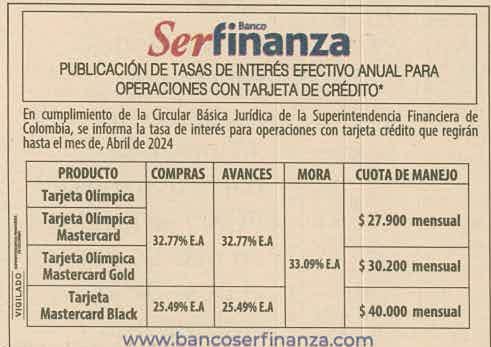 Banco
Serfinanza
PUBLICACIÓN DE TASAS DE INTERÉS EFECTIVO ANUAL PARA
OPERACIONES CON TARJETA DE CRÉDITO*
En cumplimiento de la Circular Básica Jurídica de la Superintendencia Financiera de
Colombia, se informa la tasa de interés para operaciones con tarjeta crédito que regirán
hasta el mes de, Abril de 2024
PRODUCTO COMPRAS AVANCES MORA CUOTA DE MANEJO
Tarjeta Olímpica
Tarjeta Olímpica
Mastercard
$ 27.900 mensual
32.77% E.A 32.77% E.A
Tarjeta Olímpica
Mastercard Gold
33.09% E.A
$ 30.200 mensual
Tarjeta
Mastercard Black
25.49% E.A 25.49% E.A
$ 40.000 mensual
VIGILADO
www.bancoserfinanza.com